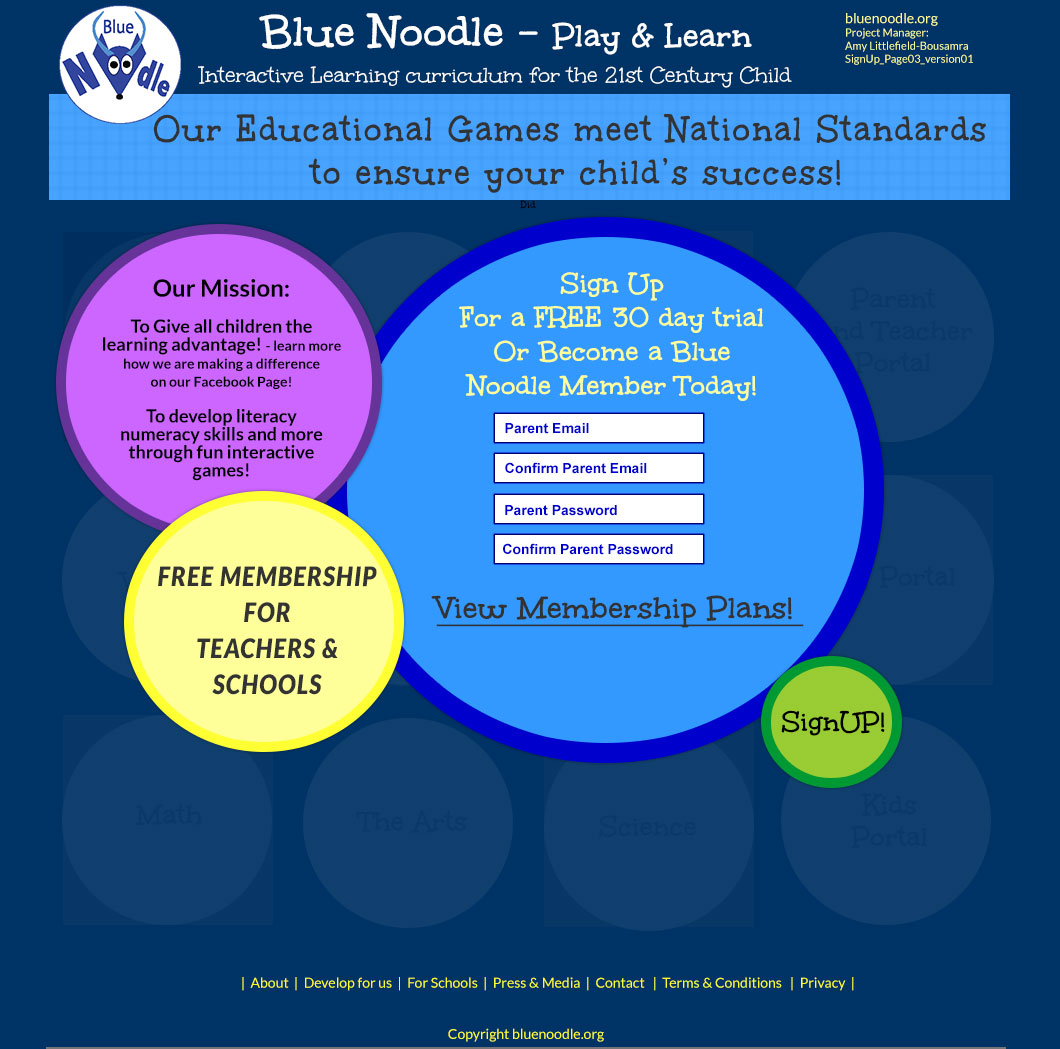 Blue
Noodle
Blue Noodle – Play & Learn
Interactive Learning curriculum for the 21st Century Child
bluenoodle.org
Project Manager:
Amy Littlefield-Bousamra
SignUp_Page03_version01
Our Educational Games meet National Standards
to ensure your child's success!
Did
Our Mission:
To Give all children the
learning advantage! - learn more
how we are making a difference
on our Facebook Page!
To develop literacy
numeracy skills and more
through fun interactive
games!
Sign Up
For a FREE 30 day trial
Or Become a Blue
Noodle Member Today!
Parent Email
Confirm Parent Email
Parent Password
Confirm Parent Password
View Membership Plans!
Parent
nd Teacher
Portal
Portal
FREE MEMBERSHIP
FOR
TEACHERS &
SCHOOLS
SignUP!
Math
The Arts
Science
Kids
Portal
| About | Develop for us | For Schools | Press & Media | Contact | Terms & Conditions | Privacy |
Copyright bluenoodle.org